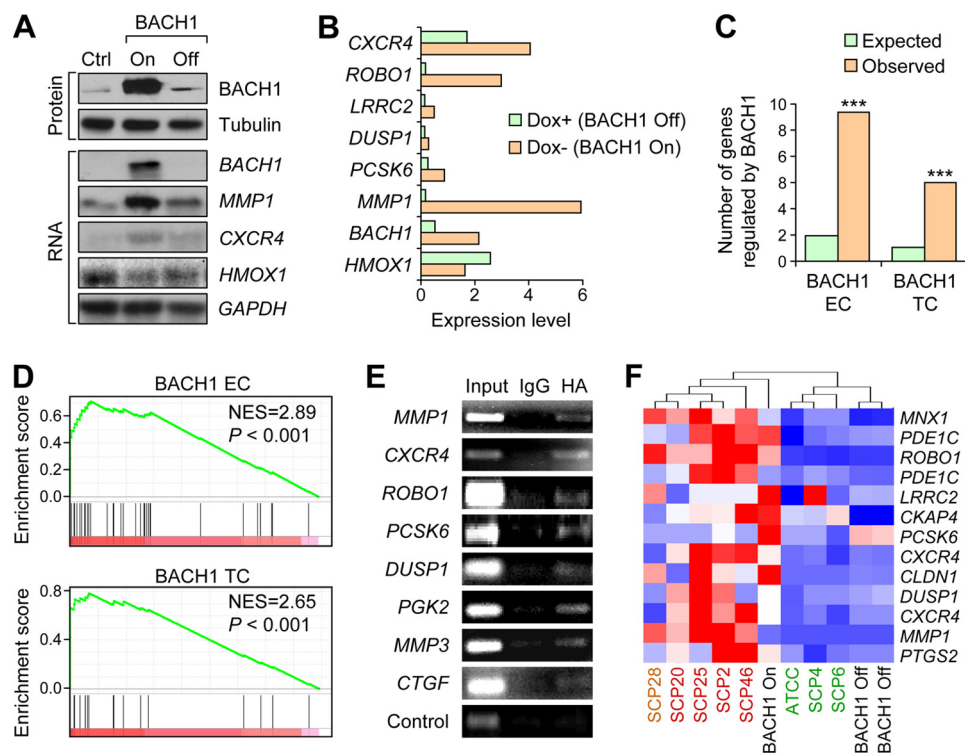 A
BACH1
Ctrl On Off
Protein
BACH1
Tubulin
RNA
BACH1
MMP1
CXCR4
HMOX1
GAPDH
B
CXCR4
ROBO1
LRRC2
DUSP1
PCSK6
MMP1
BACH1
HMOX1
Dox+ (BACH1 Off)
Dox- (BACH1 On)
0 2 4 6
Expression level
C
Expected
Observed
Number of genes
regulated by BACH1
10
8
8
4
2
0
***
***
BACH1
EC
BACH1
TC
D
BACH1 EC
Enrichment score
0.6
0.4
0.2
0.0
NES=2.89
P < 0.001
BACH1 TC
Enrichment score
0.8
0.4
0.0
NES=2.65
P < 0.001
E
Input IgG HA
MMP1
CXCR4
ROBO1
PCSK6
DUSP1
PGK2
MMP3
CTGF
Control
F
MNX1
PDE1C
ROBO1
PDE1C
LRRC2
CKAP4
PCSK6
CXCR4
CLDN1
DUSP1
CXCR4
MMP1
PTGS2
SCP28
SCP20
SCP25
SCP2
SCP46
BACH1 On
ATCC
SCP4
SCP6
BACH1 Off
BACH1 Off